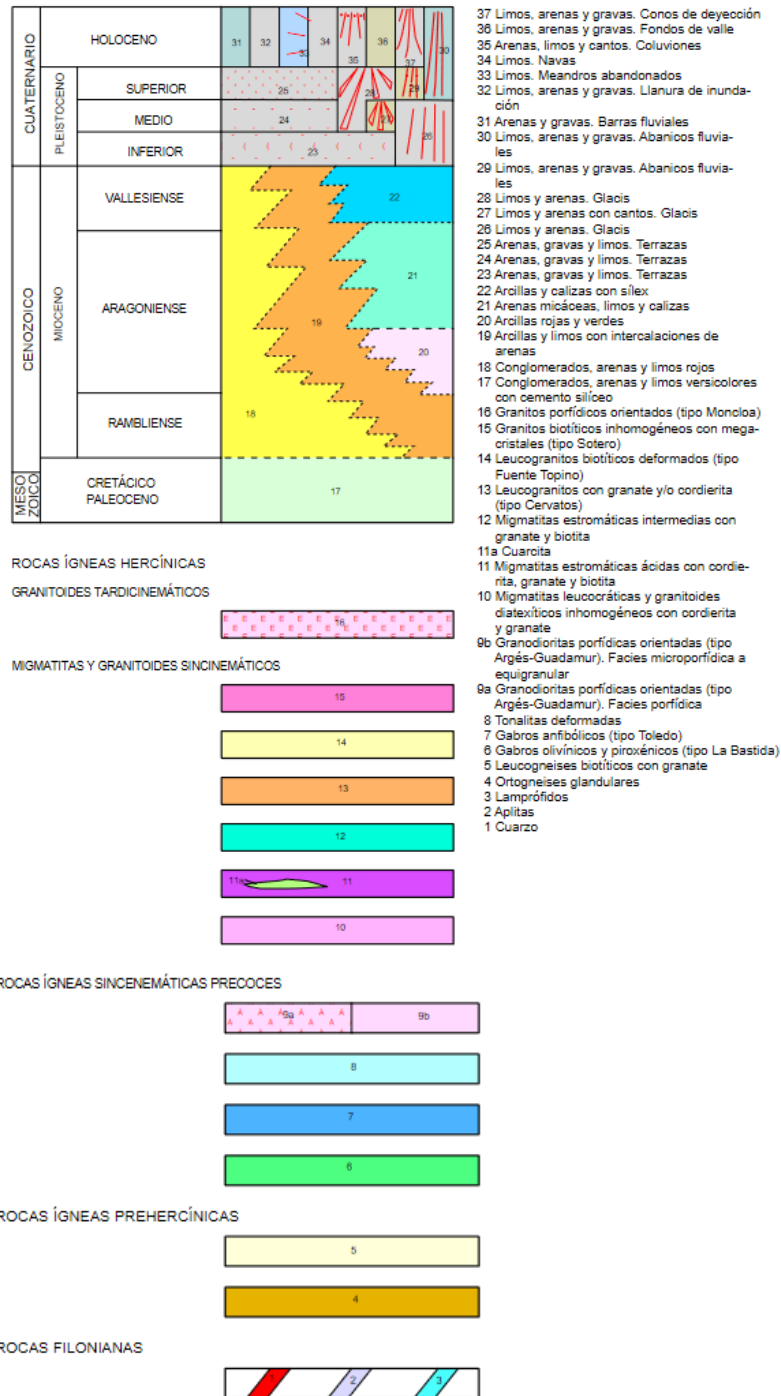 CUATERNARIO
HOLOCENO
PLEISTOCENO
SUPERIOR
MEDIO
INFERIOR
CENOZOICO
MIOCENO
VALLESIENSE
ARAGONIENSE
RAMBLIENSE
MESO
ZOICO
CRETÁCICO
PALEOCENO
31
32
33
34
35
36
37
30
25
28
29
24
27
26
23
22
21
19
20
18
17
ROCAS ÍGNEAS HERCÍNICAS
GRANITOIDES TARDICINEMÁTICOS
16
MIGMATITAS Y GRANITOIDES SINCINEMÁTICOS
15
14
13
12
11a 11
10
ROCAS ÍGNEAS SINCENEMÁTICAS PRECOCES
9a 9b
8
7
6
ROCAS ÍGNEAS PREHERCÍNICAS
5
4
ROCAS FILONIANAS
1 2 3
37 Limos, arenas y gravas. Conos de deyección
36 Limos, arenas y gravas. Fondos de valle
35 Arenas, limos y cantos. Coluviones
34 Limos. Navas
33 Limos. Meandros abandonados
32 Limos, arenas y gravas. Llanura de inunda-
ción
31 Arenas y gravas. Barras fluviales
30 Limos, arenas y gravas. Abanicos fluvia-
les
29 Limos, arenas y gravas. Abanicos fluvia-
les
28 Limos y arenas. Glacis
27 Limos y arenas con cantos. Glacis
26 Limos y arenas. Glacis
25 Arenas, gravas y limos. Terrazas
24 Arenas, gravas y limos. Terrazas
23 Arenas, gravas y limos. Terrazas
22 Arcillas y calizas con sílex
21 Arenas micáceas, limos y calizas
20 Arcillas rojas y verdes
19 Arcillas y limos con intercalaciones de
arenas
18 Conglomerados, arenas y limos rojos
17 Conglomerados, arenas y limos versicolores
con cemento silíceo
16 Granitos porfídicos orientados (tipo Moncloa)
15 Granitos biotíticos inhomogéneos con mega-
cristales (tipo Sotero)
14 Leucogranitos biotíticos deformados (tipo
Fuente Topino)
13 Leucogranitos con granate y/o cordierita
(tipo Cervatos)
12 Migmatitas estromáticas intermedias con
granate y biotita
11a Cuarcita
11 Migmatitas estromáticas ácidas con cordie-
rita, granate y biotita
10 Migmatitas leucocráticas y granitoides
diatexíticos inhomogéneos con cordierita
y granate
9b Granodioritas porfídicas orientadas (tipo
Argés-Guadamur). Facies microporfídica a
equigranular
9a Granodioritas porfídicas orientadas (tipo
Argés-Guadamur). Facies porfídica
8 Tonalitas deformadas
7 Gabros anfibólicos (tipo Toledo)
6 Gabros olivínicos y piroxénicos (tipo La Bastida)
5 Leucogneises biotíticos con granate
4 Ortogneises glandulares
3 Lamprófidos
2 Aplitas
1 Cuarzo